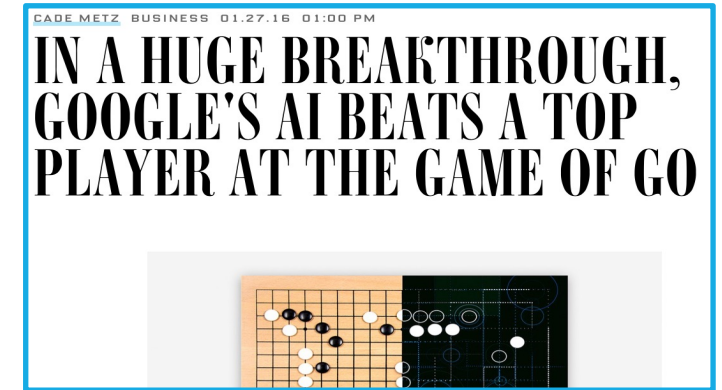 CADE METZ BUSINESS 01.27.16 01:00 PM
IN A HUGE BREAKTHROUGH,
GOOGLE'S AI BEATS A TOP
PLAYER AT THE GAME OF GO